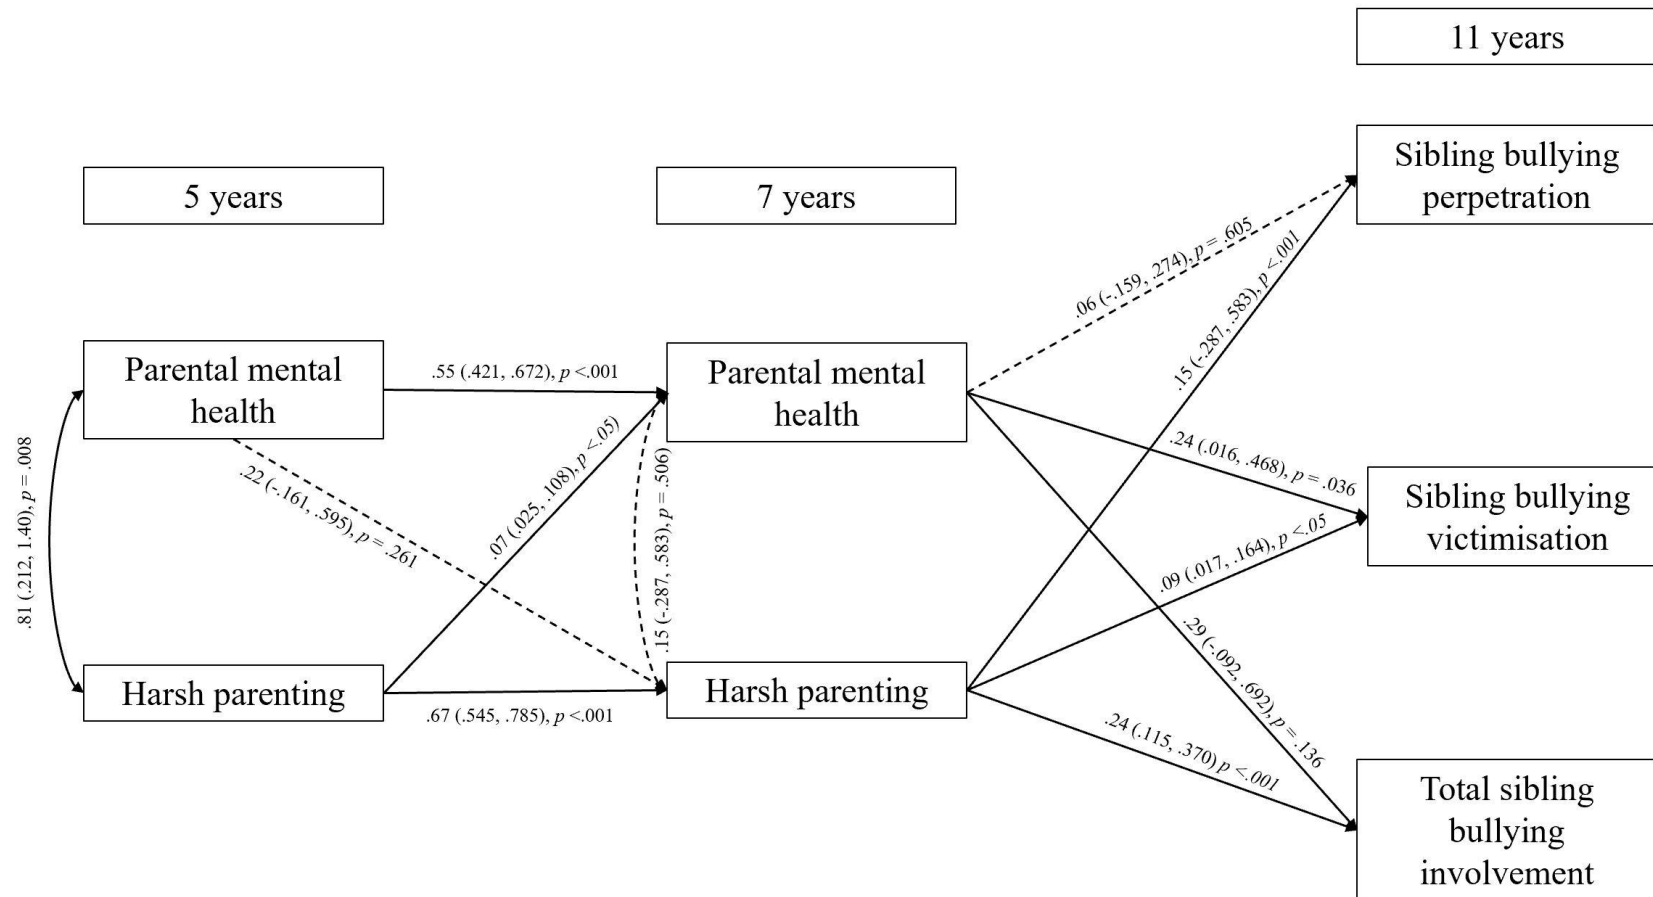 11 years
5 years
7 years
Sibling bullying
perpetration
Parental mental
health
Parental mental
health
Sibling bullying
victimisation
Harsh parenting
Harsh parenting
Total sibling
bullying
involvement
.81 (.212, 1.40), p = .008
.55 (.421, .672), p <.001
.22 (-.161, .595), p = .261
.07 (.025, .108), p <.05)
.67 (.545, .785), p <.001
.15 (-.287, .583), p = .506)
.06 (-.159, .274), p = .605
.15 (-.287, .583), p <.001
.24 (.016, .468), p = .036
.09 (.017, .164), p <.05
.29 (-.092, .692), p = .136
.24 (.115, .370) p <.001